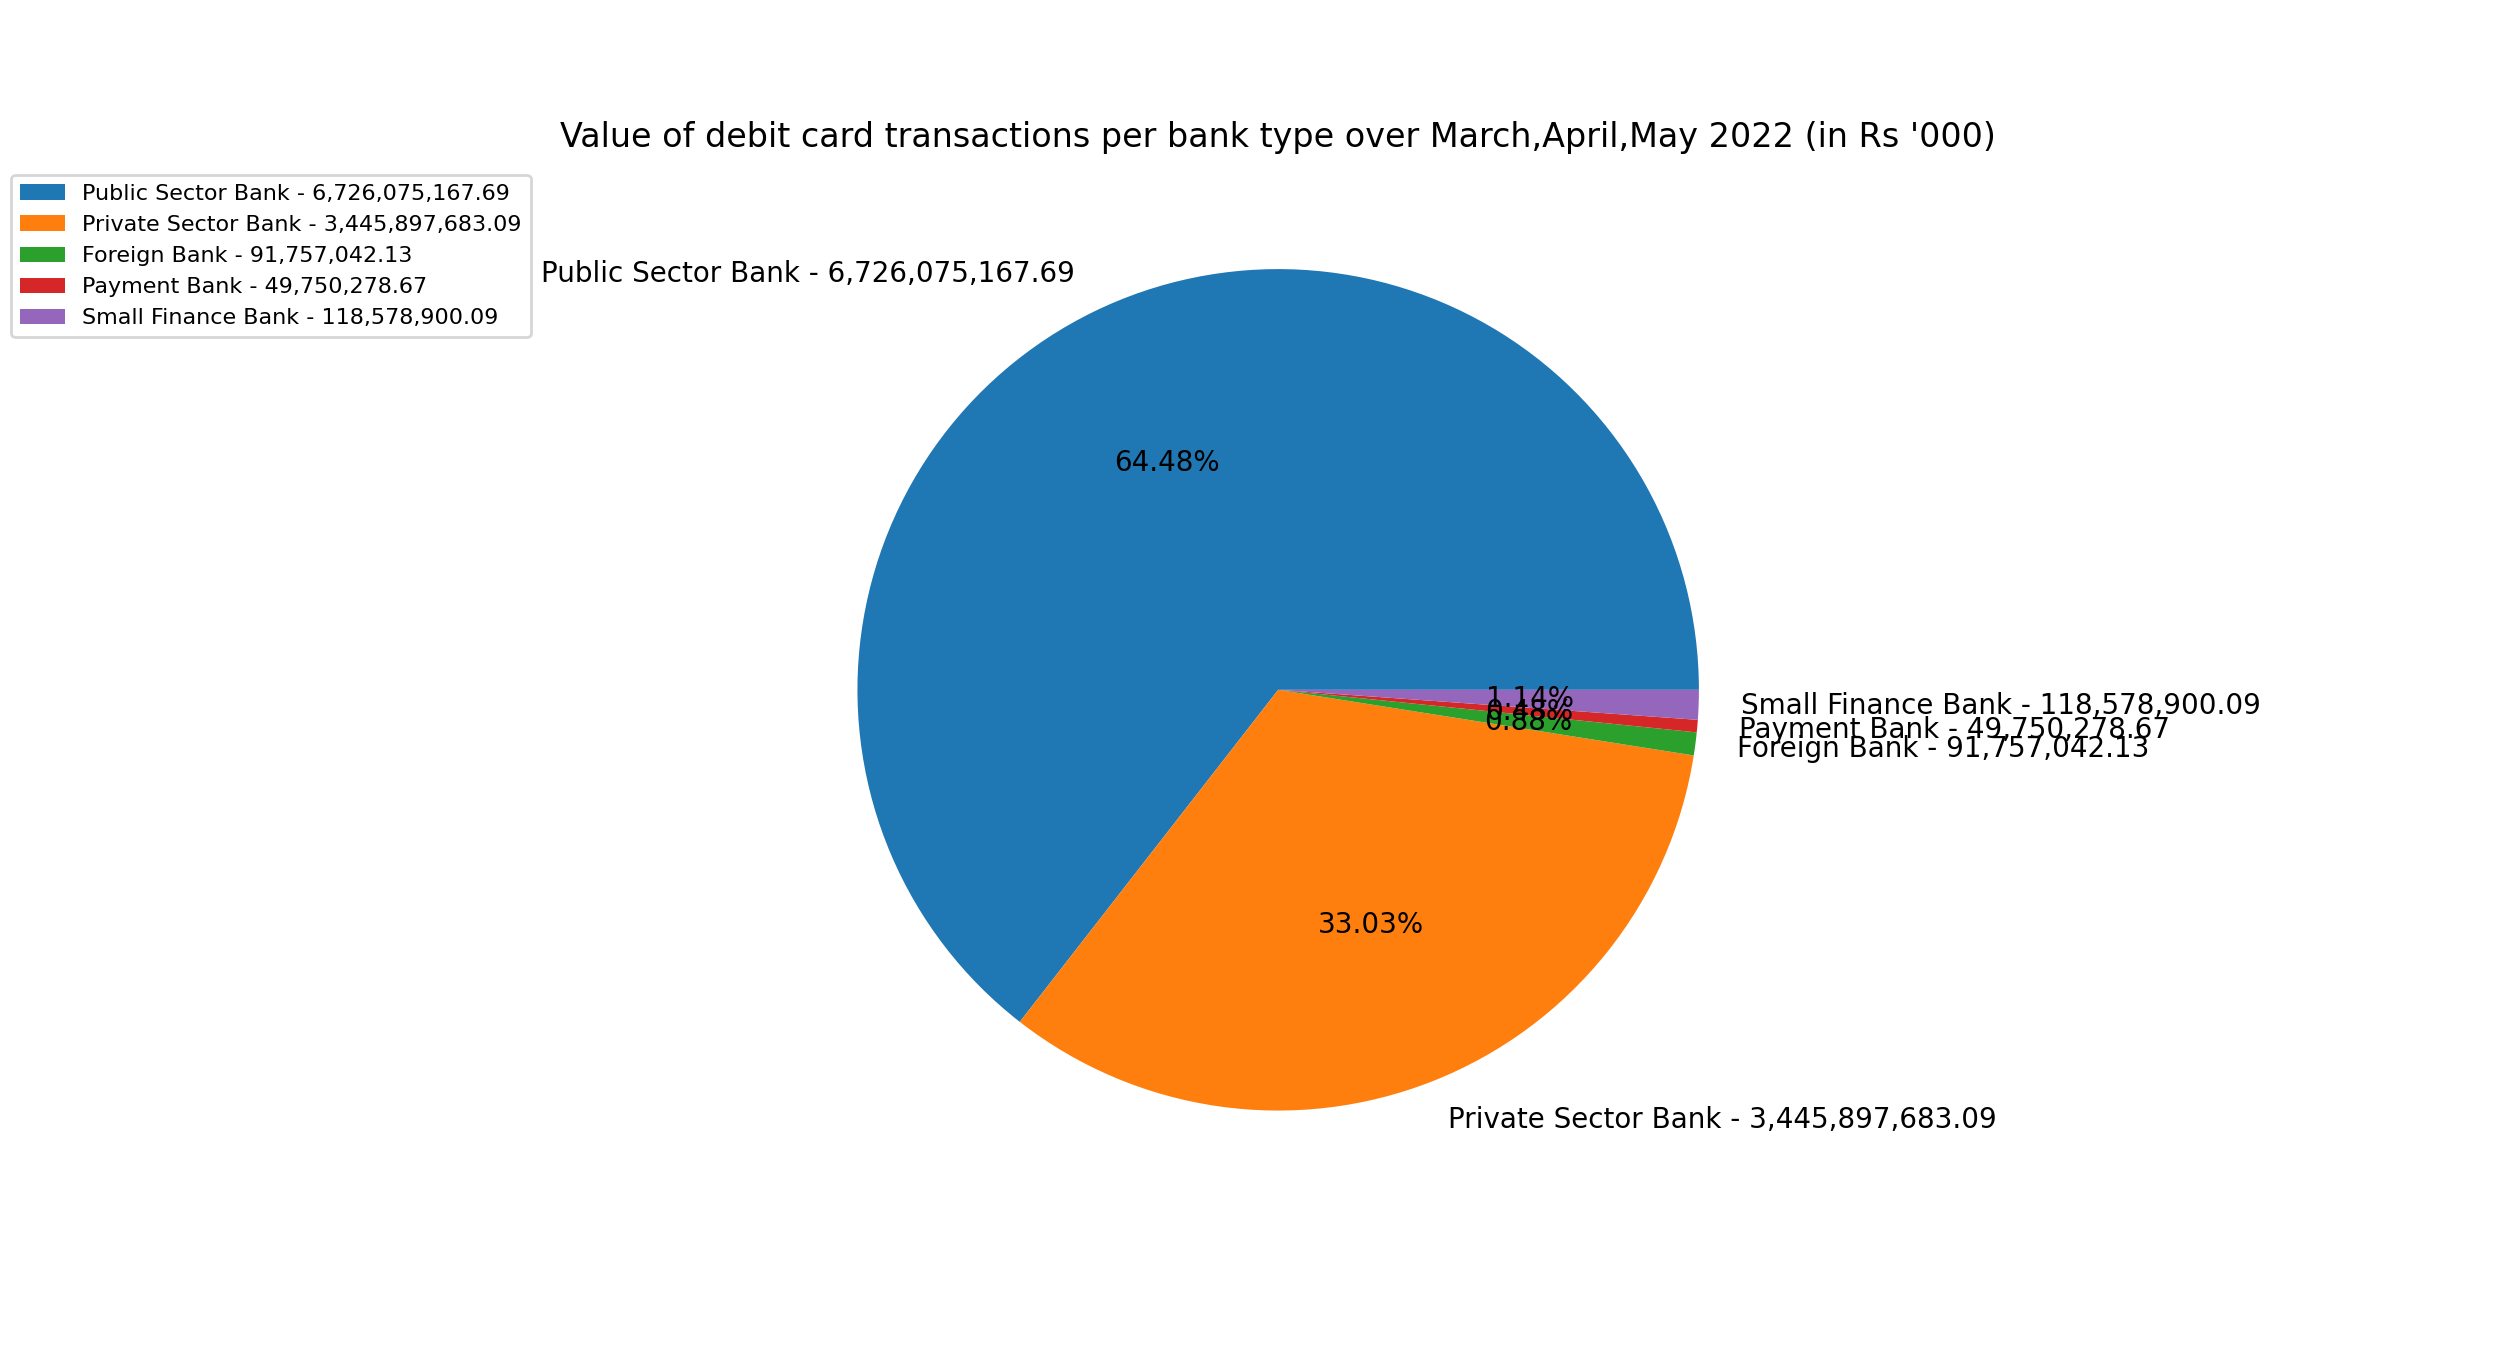 Value of debit card transactions per bank type over March,April,May 2022 (in Rs '000)
Public Sector Bank - 6,726,075,167.69
Private Sector Bank - 3,445,897,683.09
Foreign Bank - 91,757,042.13
Payment Bank - 49,750,278.67
Small Finance Bank - 118,578,900.09
Public Sector Bank - 6,726,075,167.69
64.48%
1.14%
0.48%
0.88%
Small Finance Bank - 118,578,900.09
Payment Bank - 49,750,278.67
Foreign Bank - 91,757,042.13
33.03%
Private Sector Bank - 3,445,897,683.09